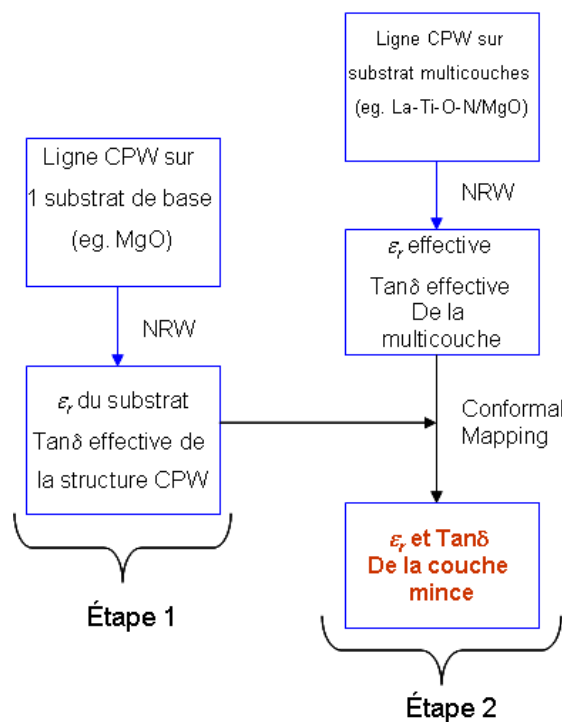 Ligne CPW sur
1 substrat de base
(eg. MgO)
NRW
εr du substrat
Tanδ effective de
la structure CPW
Étape 1
Ligne CPW sur
substrat multicouches
(eg. La-Ti-O-N/MgO)
NRW
εr effective
Tanδ effective
De la
multicouche
Conformal
Mapping
εr et Tanδ
De la couche
mince
Étape 2